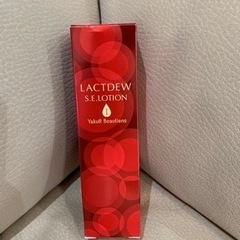 LACTDEW
S.E.LOTION
Yakult Beautiens